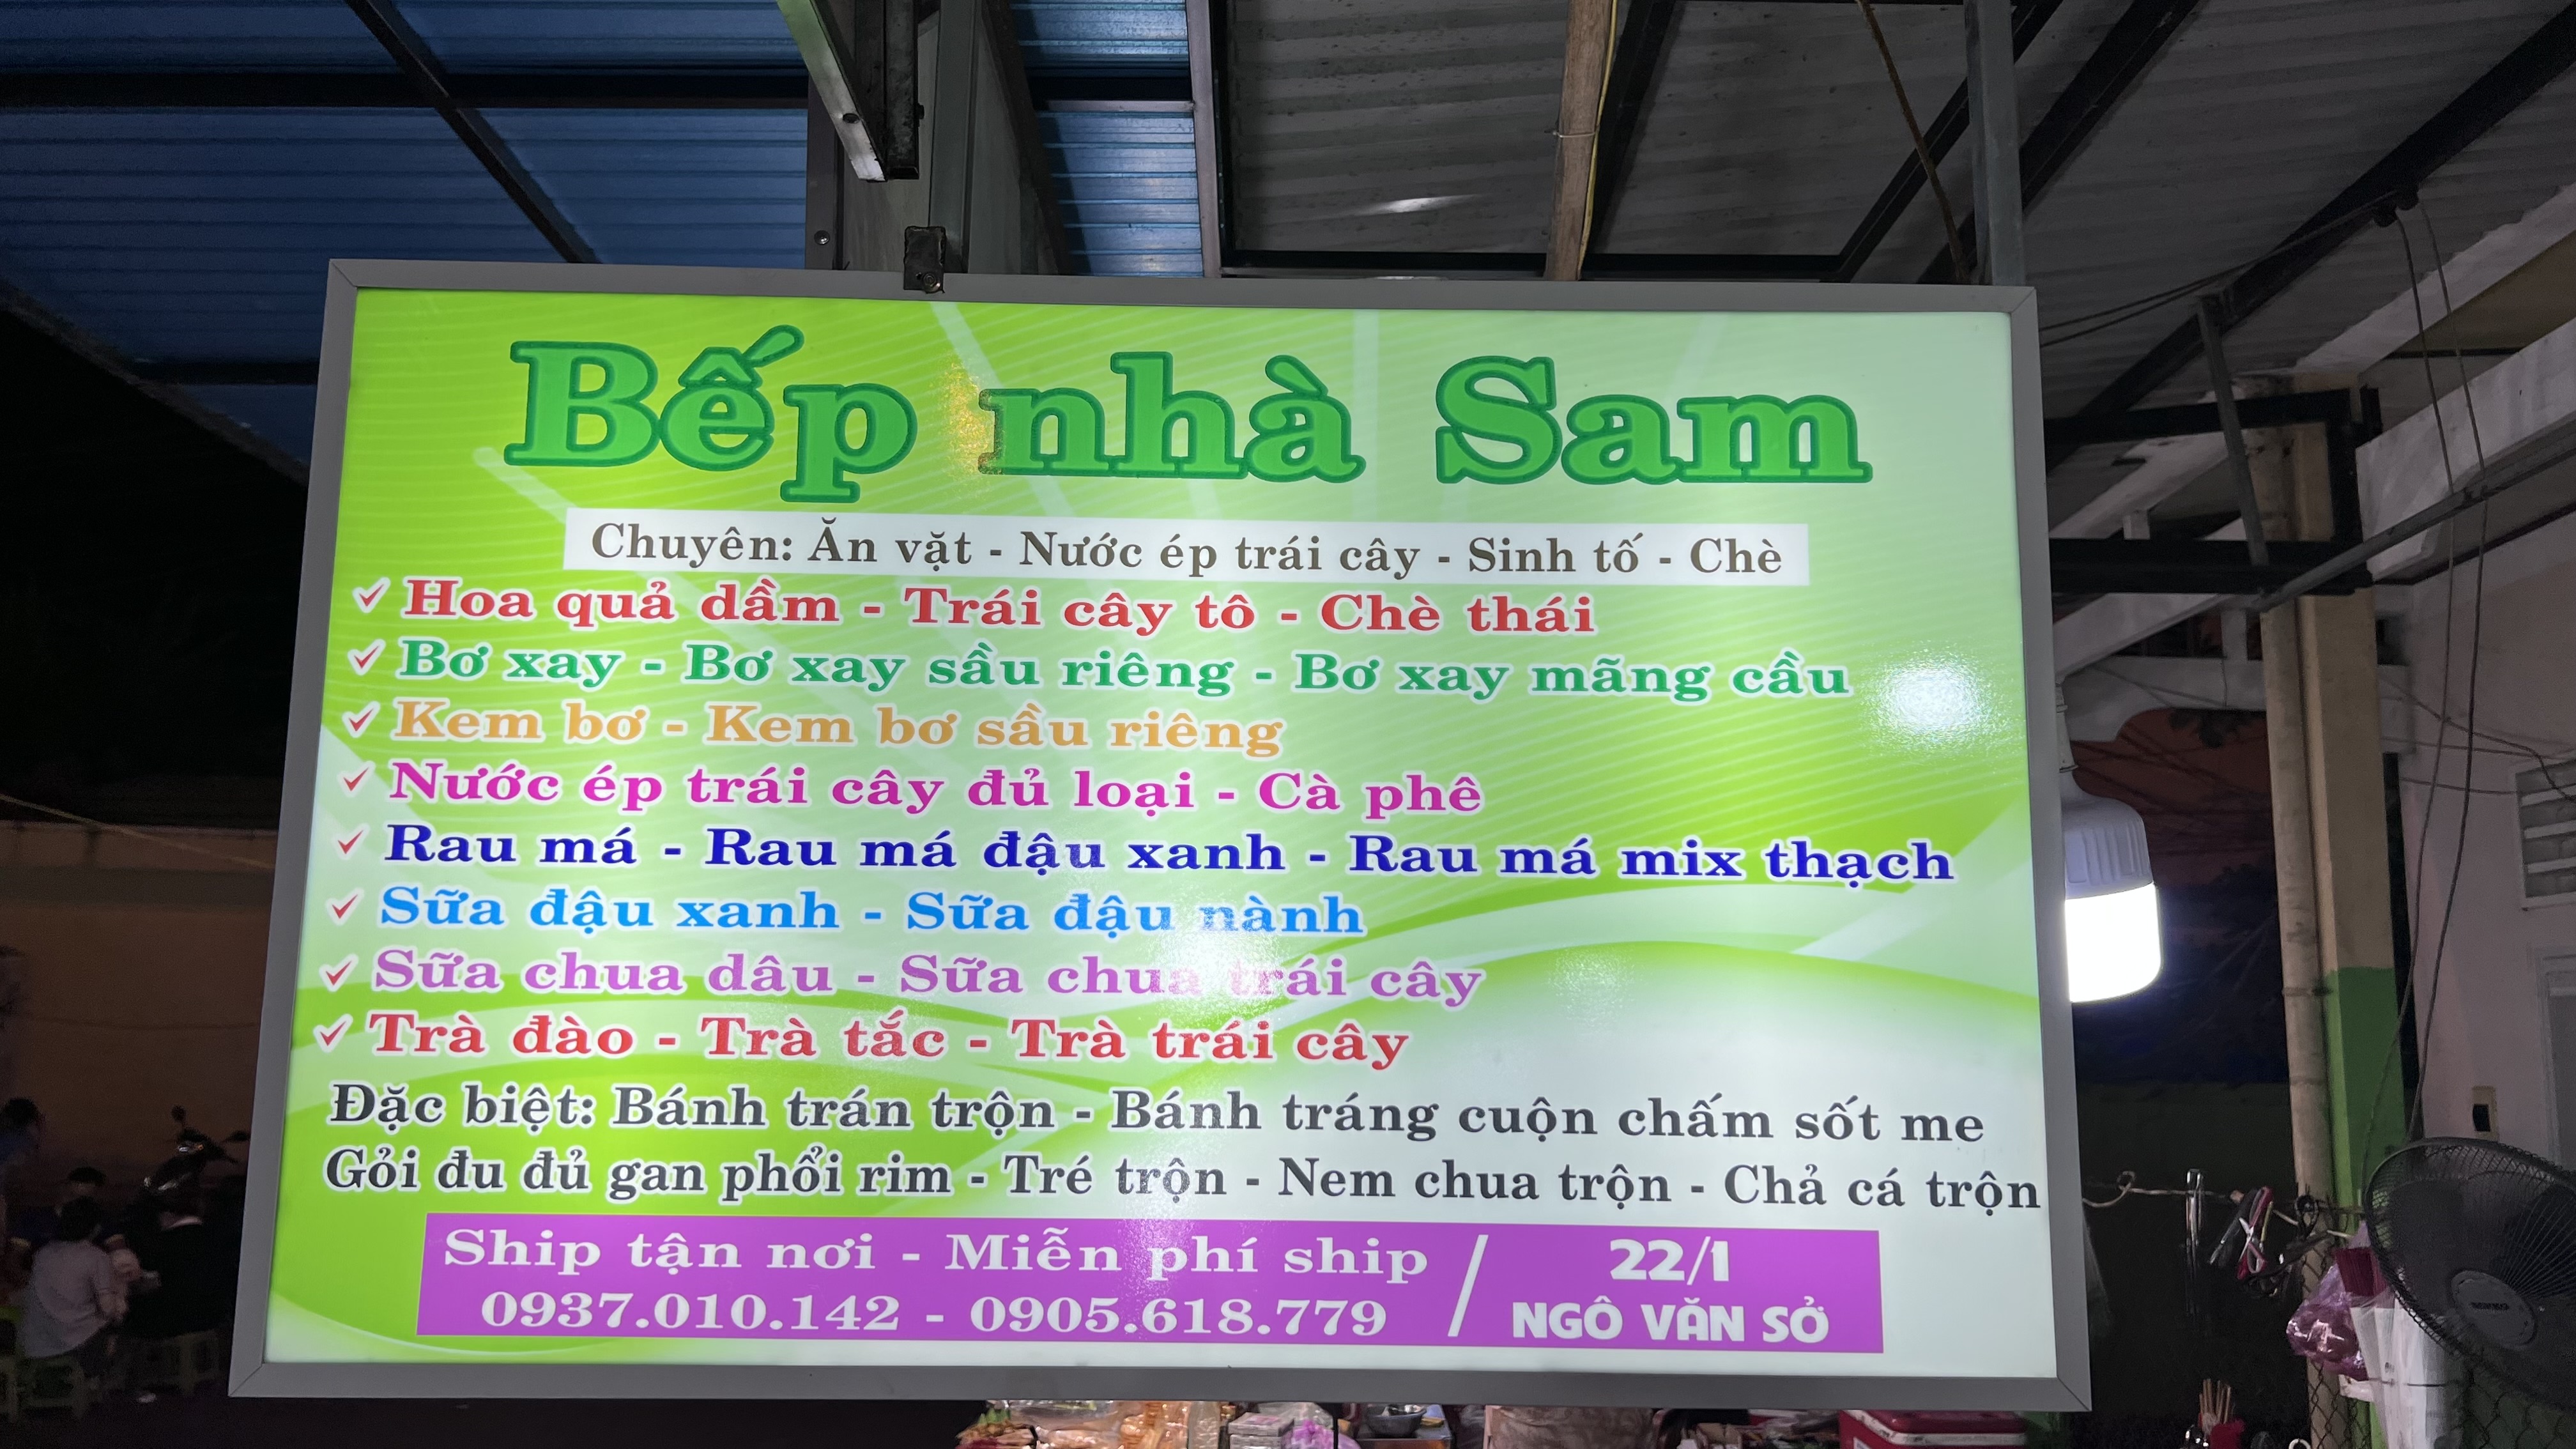 Bếp nhà Sam
Chuyên: Ăn vặt - Nước ép trái cây - Sinh tố - Chè
Hoa quả dầm - Trái cây tô - Chè thái
Bơ xay - Bơ xay sầu riêng - Bơ xay mãng cầu
Kem bơ - Kem bơ sầu riêng
Nước ép trái cây đủ loại - Cà phê
Rau má - Rau má đậu xanh - Rau má mix thạch
Sữa đậu xanh - Sữa đậu nành
Sữa chua dâu - Sữa chua trái cây
Trà đào - Trà tắc - Trà trái cây
Đặc biệt: Bánh trán trộn - Bánh tráng cuộn chấm sốt me
Gỏi đu đủ gan phổi rim - Tré trộn - Nem chua trộn - Chả cá trộn
Ship tận nơi - Miễn phí ship / 22/1
0937.010.142 - 0905.618.779 NGÔ VĂN SỞ